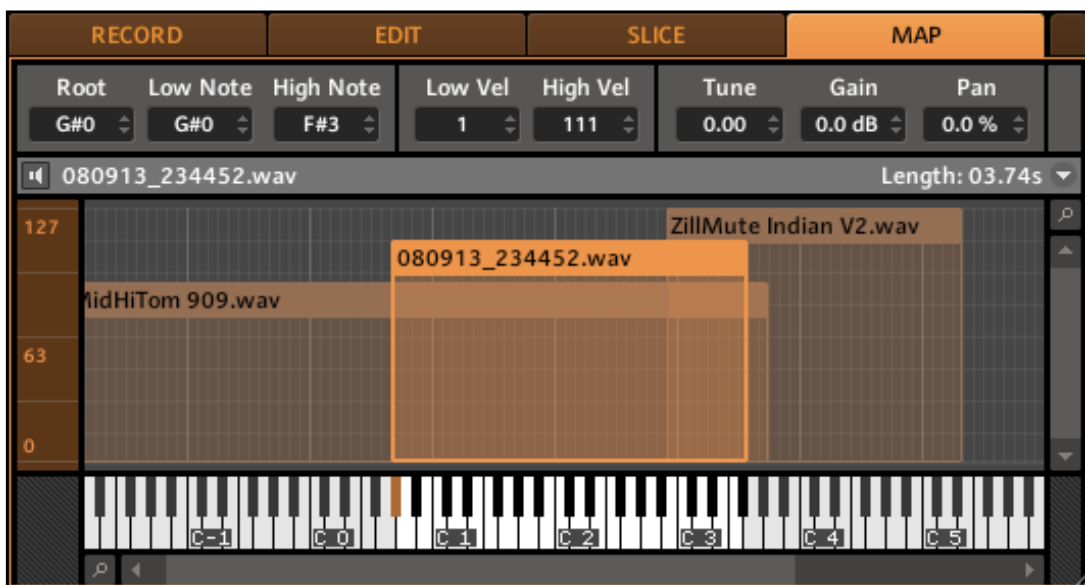 RECORD EDIT SLICE MAP
Root Low Note High Note Low Vel High Vel Tune Gain Pan
G#0 G#0 F#3 1 111 0.00 0.0 dB 0.0 %
080913_234452.wav Length: 03.74s
127 ZillMute Indian V2.wav
080913_234452.wav
MidHiTom 909.wav
63
0
C-1 C 0 C 1 C 2 C 3 C 4 C 5